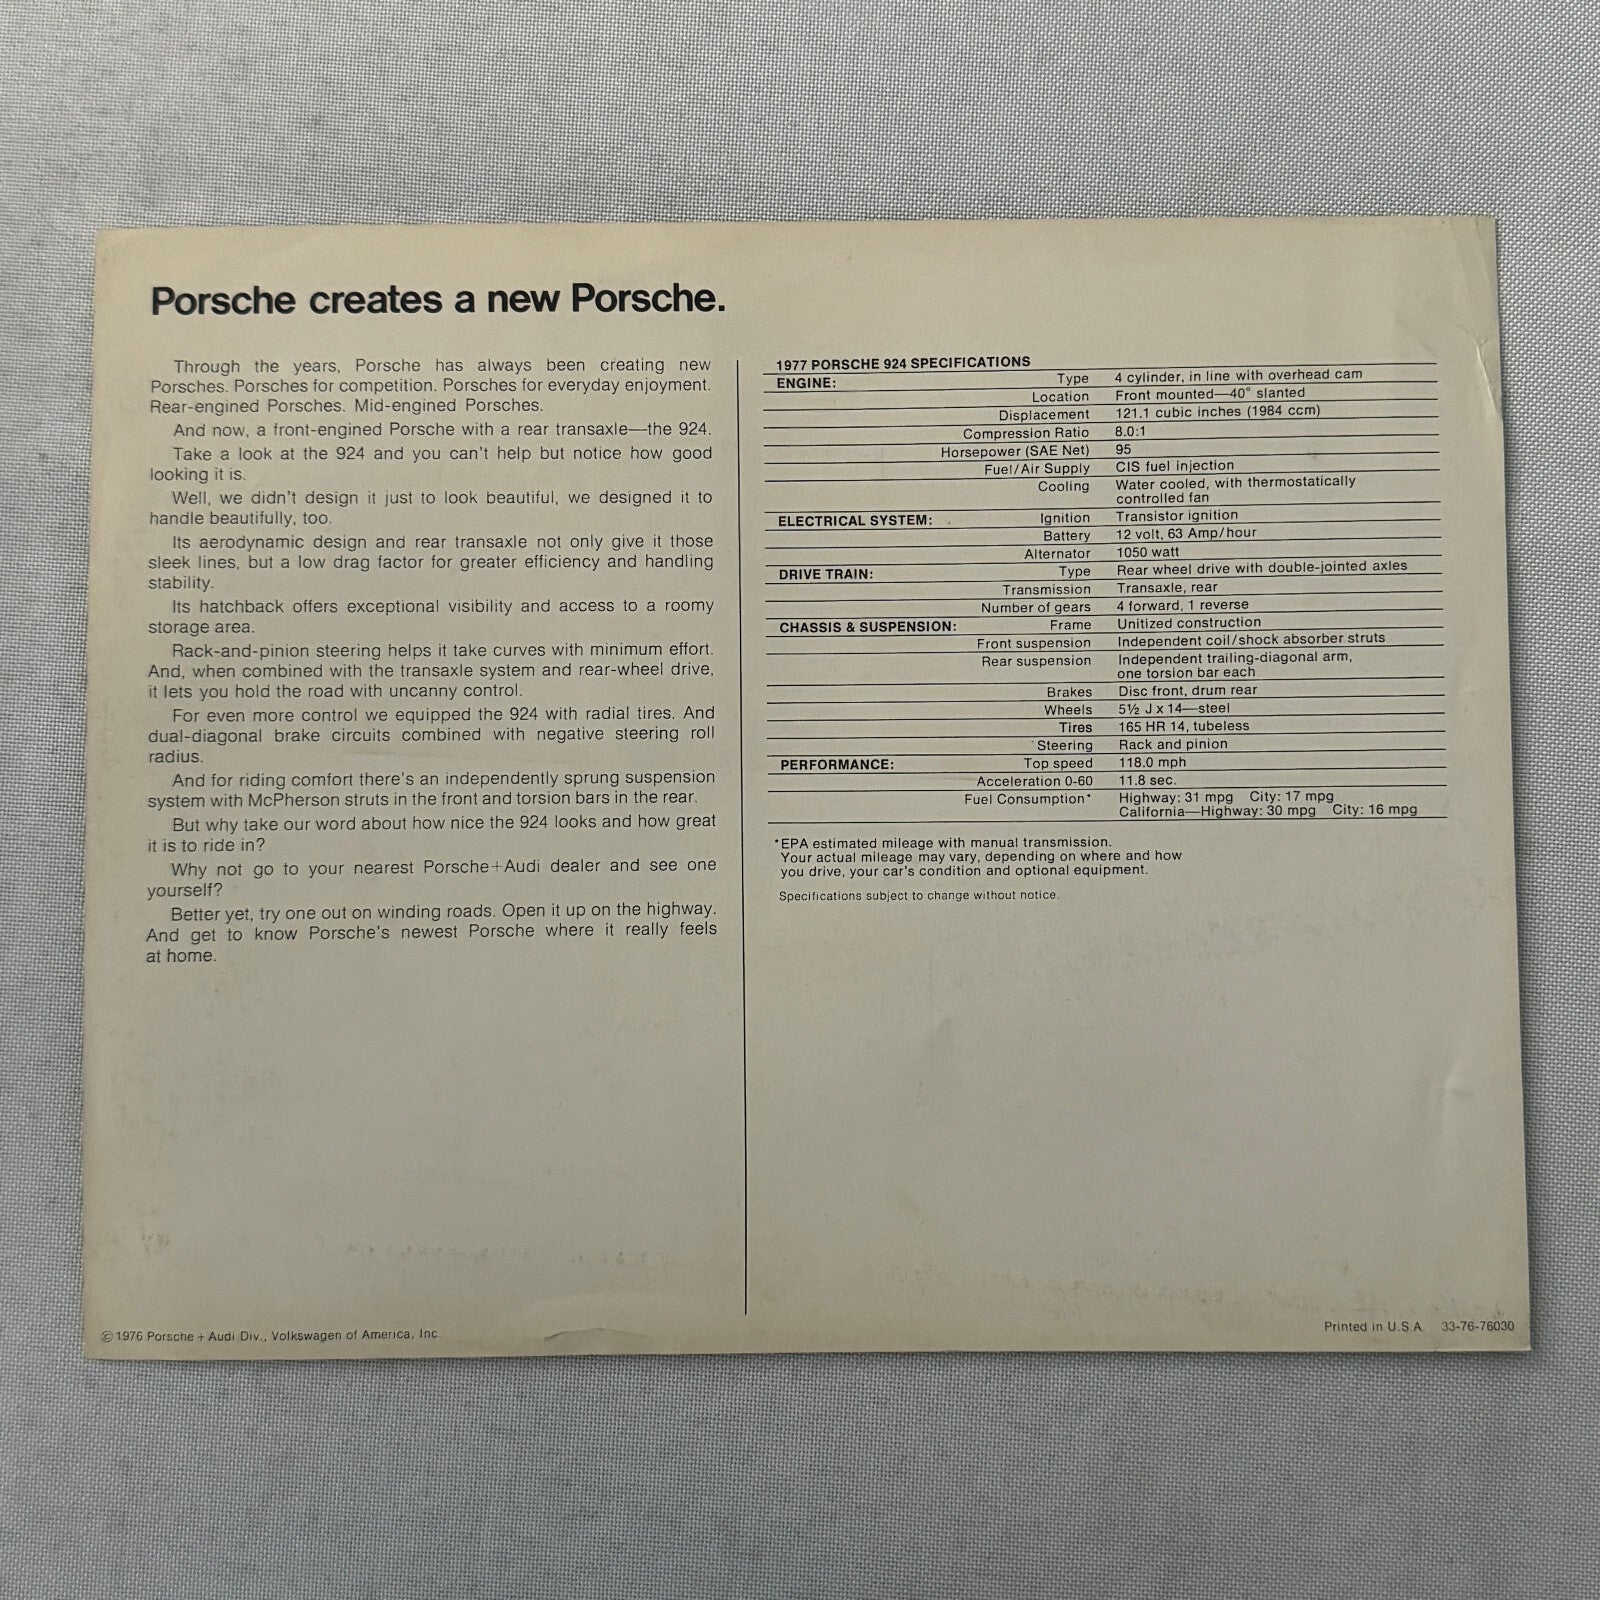 Porsche creates a new Porsche.
Through the years, Porsche has always been creating new
Porsches. Porsches for competition. Porsches for everyday enjoyment.
Rear-engined Porsches. Mid-engined Porsches.
And now, a front-engined Porsche with a rear transaxle—the 924.
Take a look at the 924 and you can't help but notice how good
looking it is.
Well, we didn't design it just to look beautiful, we designed it to
handle beautifully, too.
Its aerodynamic design and rear transaxle not only give it those
sleek lines, but a low drag factor for greater efficiency and handling
stability.
Its hatchback offers exceptional visibility and access to a roomy
storage area.
Rack-and-pinion steering helps it take curves with minimum effort.
And, when combined with the transaxle system and rear-wheel drive,
it lets you hold the road with uncanny control.
For even more control we equipped the 924 with radial tires. And
dual-diagonal brake circuits combined with negative steering roll
radius.
And for riding comfort there's an independently sprung suspension
system with McPherson struts in the front and torsion bars in the rear.
But why take our word about how nice the 924 looks and how great
it is to ride in?
Why not go to your nearest Porsche+Audi dealer and see one
yourself?
Better yet, try one out on winding roads. Open it up on the highway.
And get to know Porsche's newest Porsche where it really feels
at home.
1977 PORSCHE 924 SPECIFICATIONS
ENGINE: Type 4 cylinder, in line with overhead cam
Location Front mounted—40° slanted
Displacement 121.1 cubic inches (1984 ccm)
Compression Ratio 8.0:1
Horsepower (SAE Net) 95
Fuel/Air Supply CIS fuel injection
Cooling Water cooled, with thermostatically
controlled fan
ELECTRICAL SYSTEM: Ignition Transistor ignition
Battery 12 volt, 63 Amp/hour
Alternator 1050 watt
DRIVE TRAIN: Type Rear wheel drive with double-jointed axles
Transmission Transaxle, rear
Number of gears 4 forward, 1 reverse
CHASSIS & SUSPENSION: Frame Unitized construction
Front suspension Independent coil/shock absorber struts
Rear suspension Independent trailing-diagonal arm,
one torsion bar each
Brakes Disc front, drum rear
Wheels 5½ J x 14—steel
Tires 165 HR 14, tubeless
Steering Rack and pinion
PERFORMANCE: Top speed 118.0 mph
Acceleration 0-60 11.8 sec.
Fuel Consumption* Highway: 31 mpg City: 17 mpg
California—Highway: 30 mpg City: 16 mpg
*EPA estimated mileage with manual transmission.
Your actual mileage may vary, depending on where and how
you drive, your car's condition and optional equipment.
Specifications subject to change without notice.
© 1976 Porsche + Audi Div., Volkswagen of America, Inc.
Printed in U.S.A. 33-76-76030